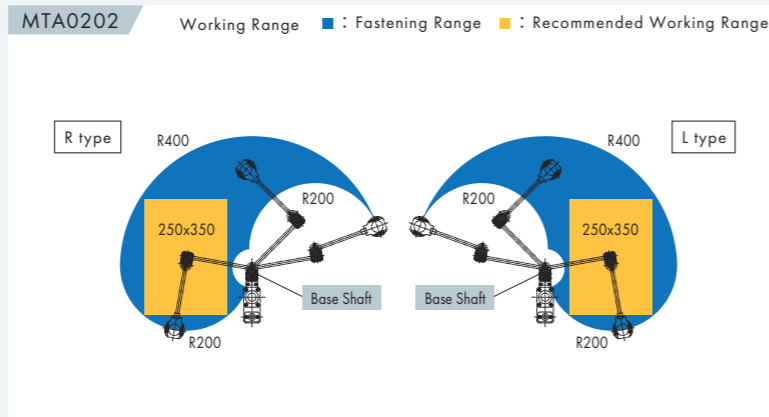 MTA0202
Working Range ■ : Fastening Range ■ : Recommended Working Range
R type
R400
R200
250x350
Base Shaft
R200
L type
R400
R200
250x350
Base Shaft
R200